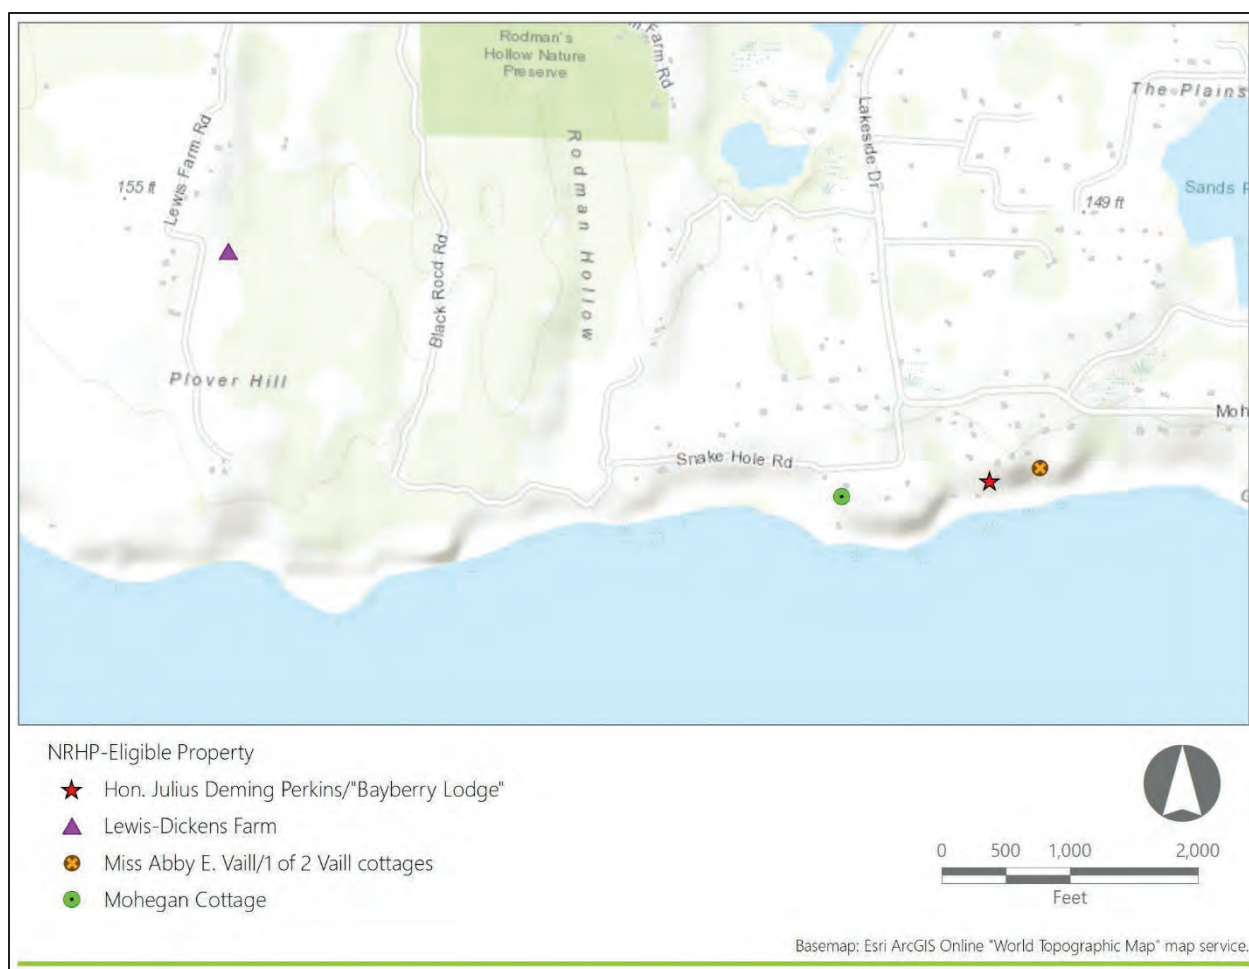 Rodman's
Hollow Nature
Preserve
Farm Rd
The Plains
Lewis Farm Rd
Lakeside Dr
155 ft
Rodman Hollow
Sands
149 ft
Black Rocd Rd
Plover Hill
Moh
Snake Hole Rd
NRHP-Eligible Property
Hon. Julius Deming Perkins/"Bayberry Lodge"
Lewis-Dickens Farm
Miss Abby E. Vaill/1 of 2 Vaill cottages
Mohegan Cottage
0 500 1,000 2,000
Feet
Basemap: Esri ArcGIS Online "World Topographic Map" map service.